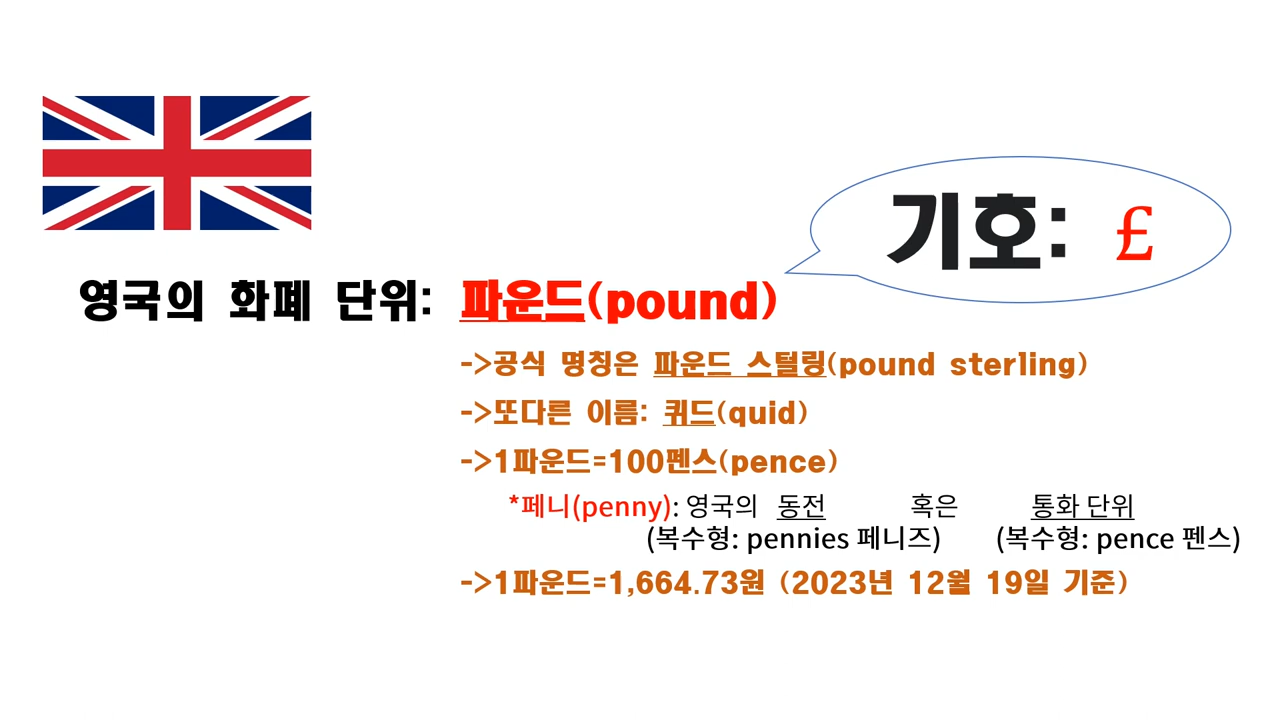 기호: £
영국의 화폐 단위: 파운드(pound)
->공식 명칭은 파운드 스털링(pound sterling)
->또다른 이름: 퀴드(quid)
->1파운드=100펜스(pence)
*페니(penny): 영국의 동전 혹은 통화 단위
(복수형: pennies 페니즈) (복수형: pence 펜스)
->1파운드=1,664.73원 (2023년 12월 19일 기준)